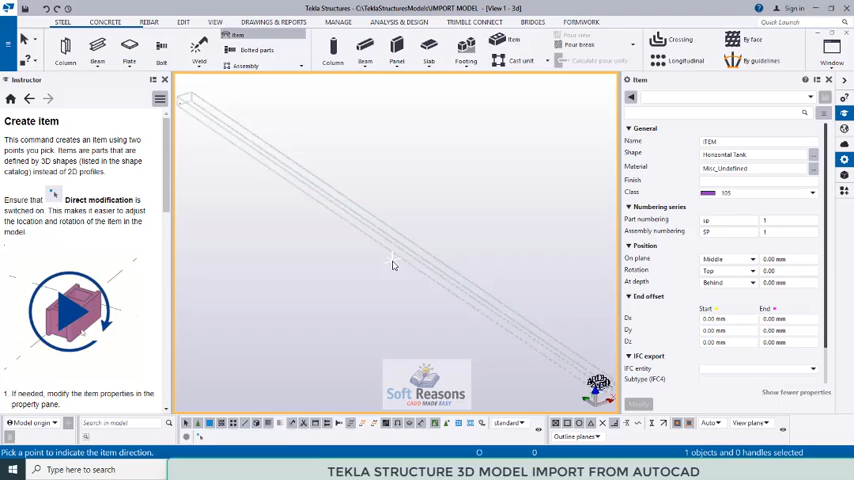 Tekla Structures - C:\TeklaStructuresModels\IMPORT MODEL - [View 1 - 3d]
Sign in
STEEL CONCRETE REBAR EDIT VIEW DRAWINGS & REPORTS MANAGE ANALYSIS & DESIGN TRIMBLE CONNECT BRIDGES FORMWORK
Quick Launch
Item
Bolted parts
Assembly
Column Beam Plate Weld
Column Beam Panel Slab Footing
Item
Cast unit
Pour view
Pour break
Calculate pour units
Crossing
Longitudinal
By face
By guidelines
Window
Instructor
Create item
This command creates an item using two
points you pick. Items are parts that are
defined by 3D shapes (listed in the shape
catalog) instead of 2D profiles.
Ensure that Direct modification is
switched on. This makes it easier to adjust
the location and rotation of the item in the
model.
1. If needed, modify the item properties in the
property pane.
Soft Reasons
CADD MADE EASY
Item
General
Name ITEM
Shape Horizontal Tank
Material Misc_Undefined
Finish
Class 105
Numbering series
Part numbering sp 1
Assembly numbering SP 1
Position
On plane Middle 0.00 mm
Rotation Top 0.00
At depth Behind 0.00 mm
End offset
Start End
Dx 0.00 mm 0.00 mm
Dy 0.00 mm 0.00 mm
Dz 0.00 mm 0.00 mm
IFC export
IFC entity
Subtype (IFC4)
Show fewer properties
Modify
Model origin
Search in model
standard
Auto
View plane
Outline planes
Pick a point to indicate the item direction.
O 0 1 objects and 0 handles selected
Type here to search
TEKLA STRUCTURE 3D MODEL IMPORT FROM AUTOCAD